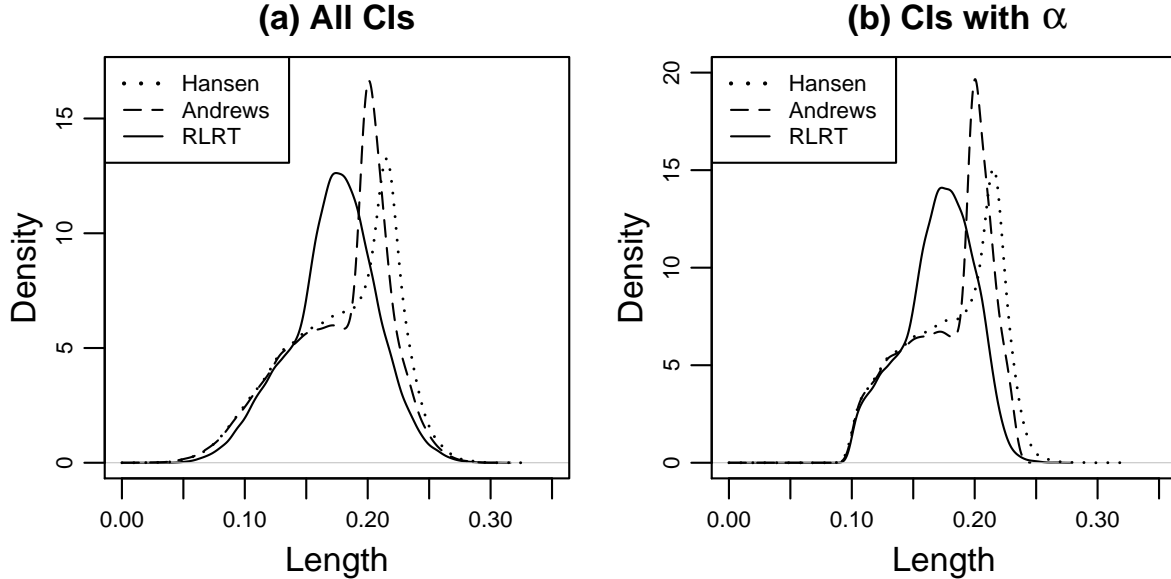 (a) All CIs
Hansen
Andrews
RLRT
Density
0
5
10
15
0.00
0.10
0.20
0.30
Length
(b) CIs with α
Hansen
Andrews
RLRT
Density
0
5
10
15
20
0.00
0.10
0.20
0.30
Length